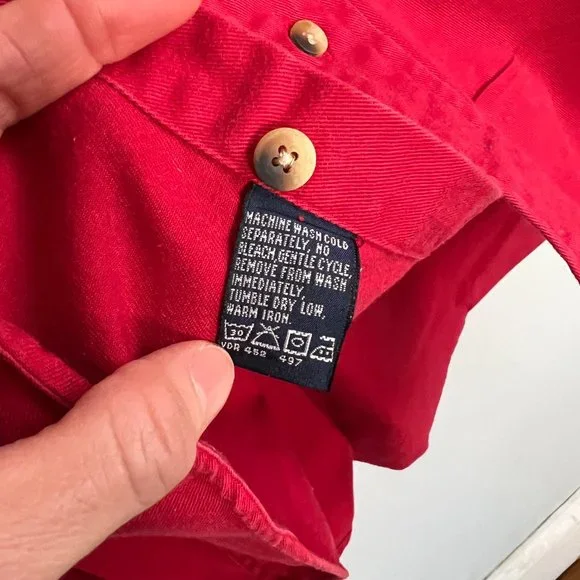 MACHINE WASH COLD
SEPARATELY, NO
BLEACH, GENTLE CYCLE,
REMOVE FROM WASH
IMMEDIATELY,
TUMBLE DRY LOW,
WARM IRON.
30
VDR 452 497